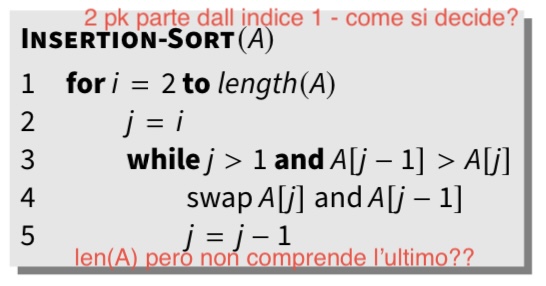 2 pk parte dall indice 1 - come si decide?
INSERTION-SORT(A)
1 for i = 2 to length(A)
2 j = i
3 while j > 1 and A[j − 1] > A[j]
4 swap A[j] and A[j − 1]
5 j = j − 1
len(A) però non comprende l'ultimo??